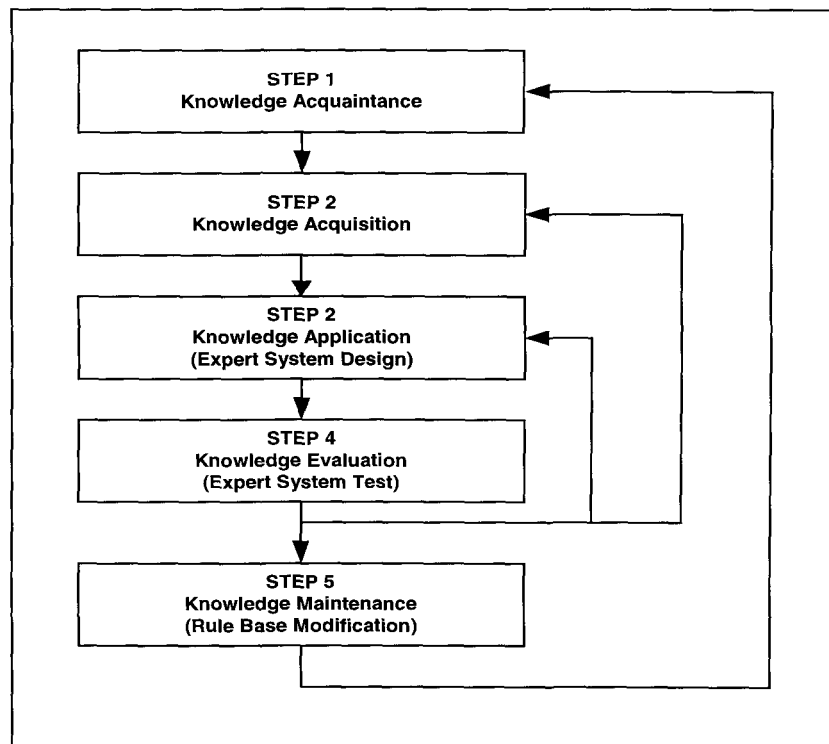 STEP 1
Knowledge Acquaintance
STEP 2
Knowledge Acquisition
STEP 2
Knowledge Application
(Expert System Design)
STEP 4
Knowledge Evaluation
(Expert System Test)
STEP 5
Knowledge Maintenance
(Rule Base Modification)